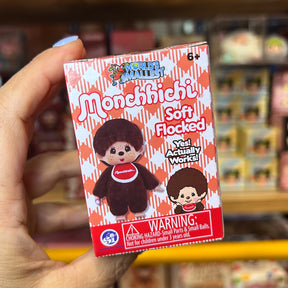 WORLD'S
SMALLEST
6+
Monchhichi
Soft
Flocked
Yes!
Actually
Works!
Monchhichi
WARNING:
CHOKING HAZARD-Small Parts & Small Balls.
Not for children under 3 years old.